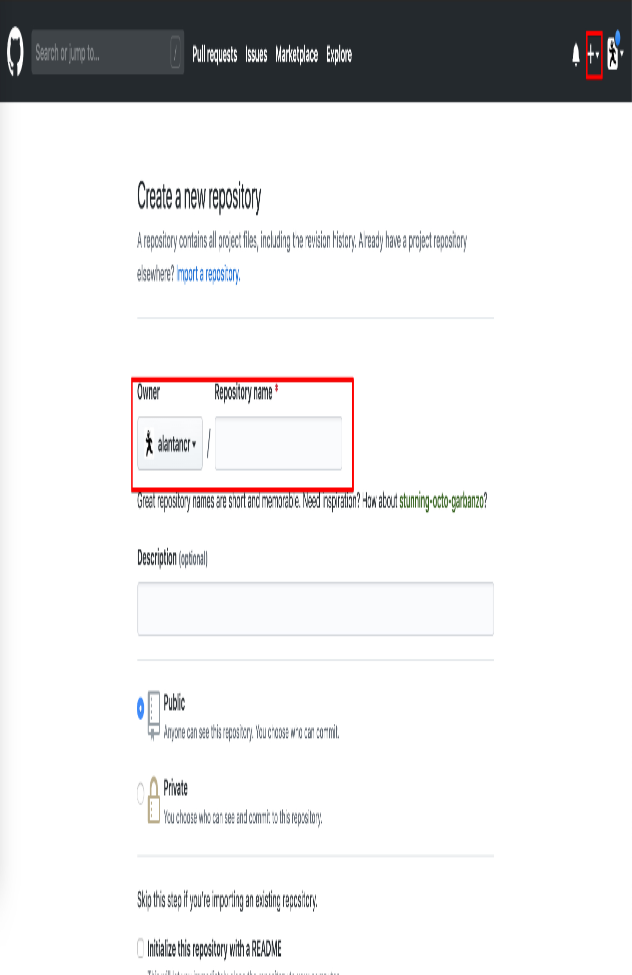 Search or jump to... /
Pull requests Issues Marketplace Explore
Create a new repository
A repository contains all project files, including the revision history. Already have a project repository
elsewhere? Import a repository.
Owner Repository name *
alantancr /
Great repository names are short and memorable. Need inspiration? How about stunning-octo-garbanzo?
Description (optional)
Public
Anyone can see this repository. You choose who can commit.
Private
You choose who can see and commit to this repository.
Skip this step if you're importing an existing repository.
Initialize this repository with a README